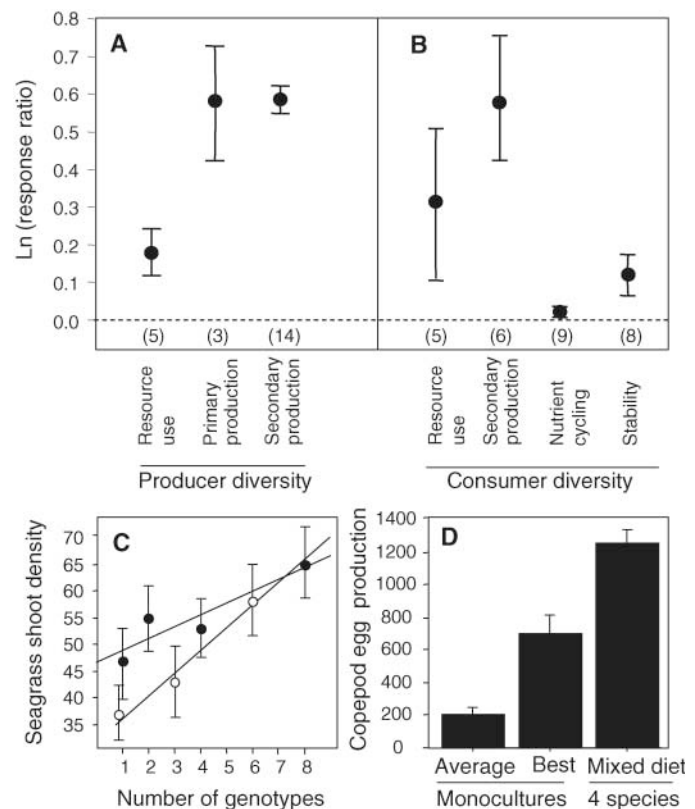 A
B
Ln (response ratio)
0.8
0.7
0.6
0.5
0.4
0.3
0.2
0.1
0.0
(5) (3) (14) (5) (6) (9) (8)
Resource
use
Primary
production
Secondary
production
Resource
use
Secondary
production
Nutrient
cycling
Stability
Producer diversity
Consumer diversity
C
Seagrass shoot density
70
65
60
55
50
45
40
35
1 2 3 4 5 6 7 8
Number of genotypes
D
Copepod egg production
1400
1200
1000
800
600
400
200
0
Average Best Mixed diet
Monocultures 4 species